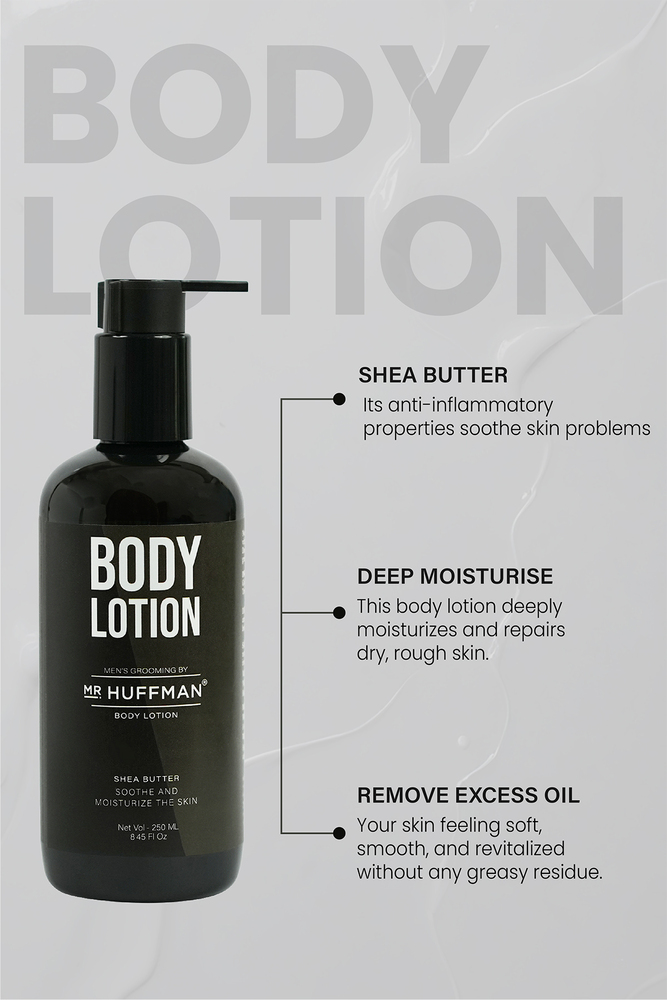 BODY
LOTION
SHEA BUTTER
Its anti-inflammatory
properties soothe skin problems
DEEP MOISTURISE
This body lotion deeply
moisturizes and repairs
dry, rough skin.
REMOVE EXCESS OIL
Your skin feeling soft,
smooth, and revitalized
without any greasy residue.
BODY
LOTION
MEN'S GROOMING BY
MR. HUFFMAN®
BODY LOTION
SHEA BUTTER
SOOTHE AND
MOISTURIZE THE SKIN
Net Vol - 250 ML
8.45 Fl Oz